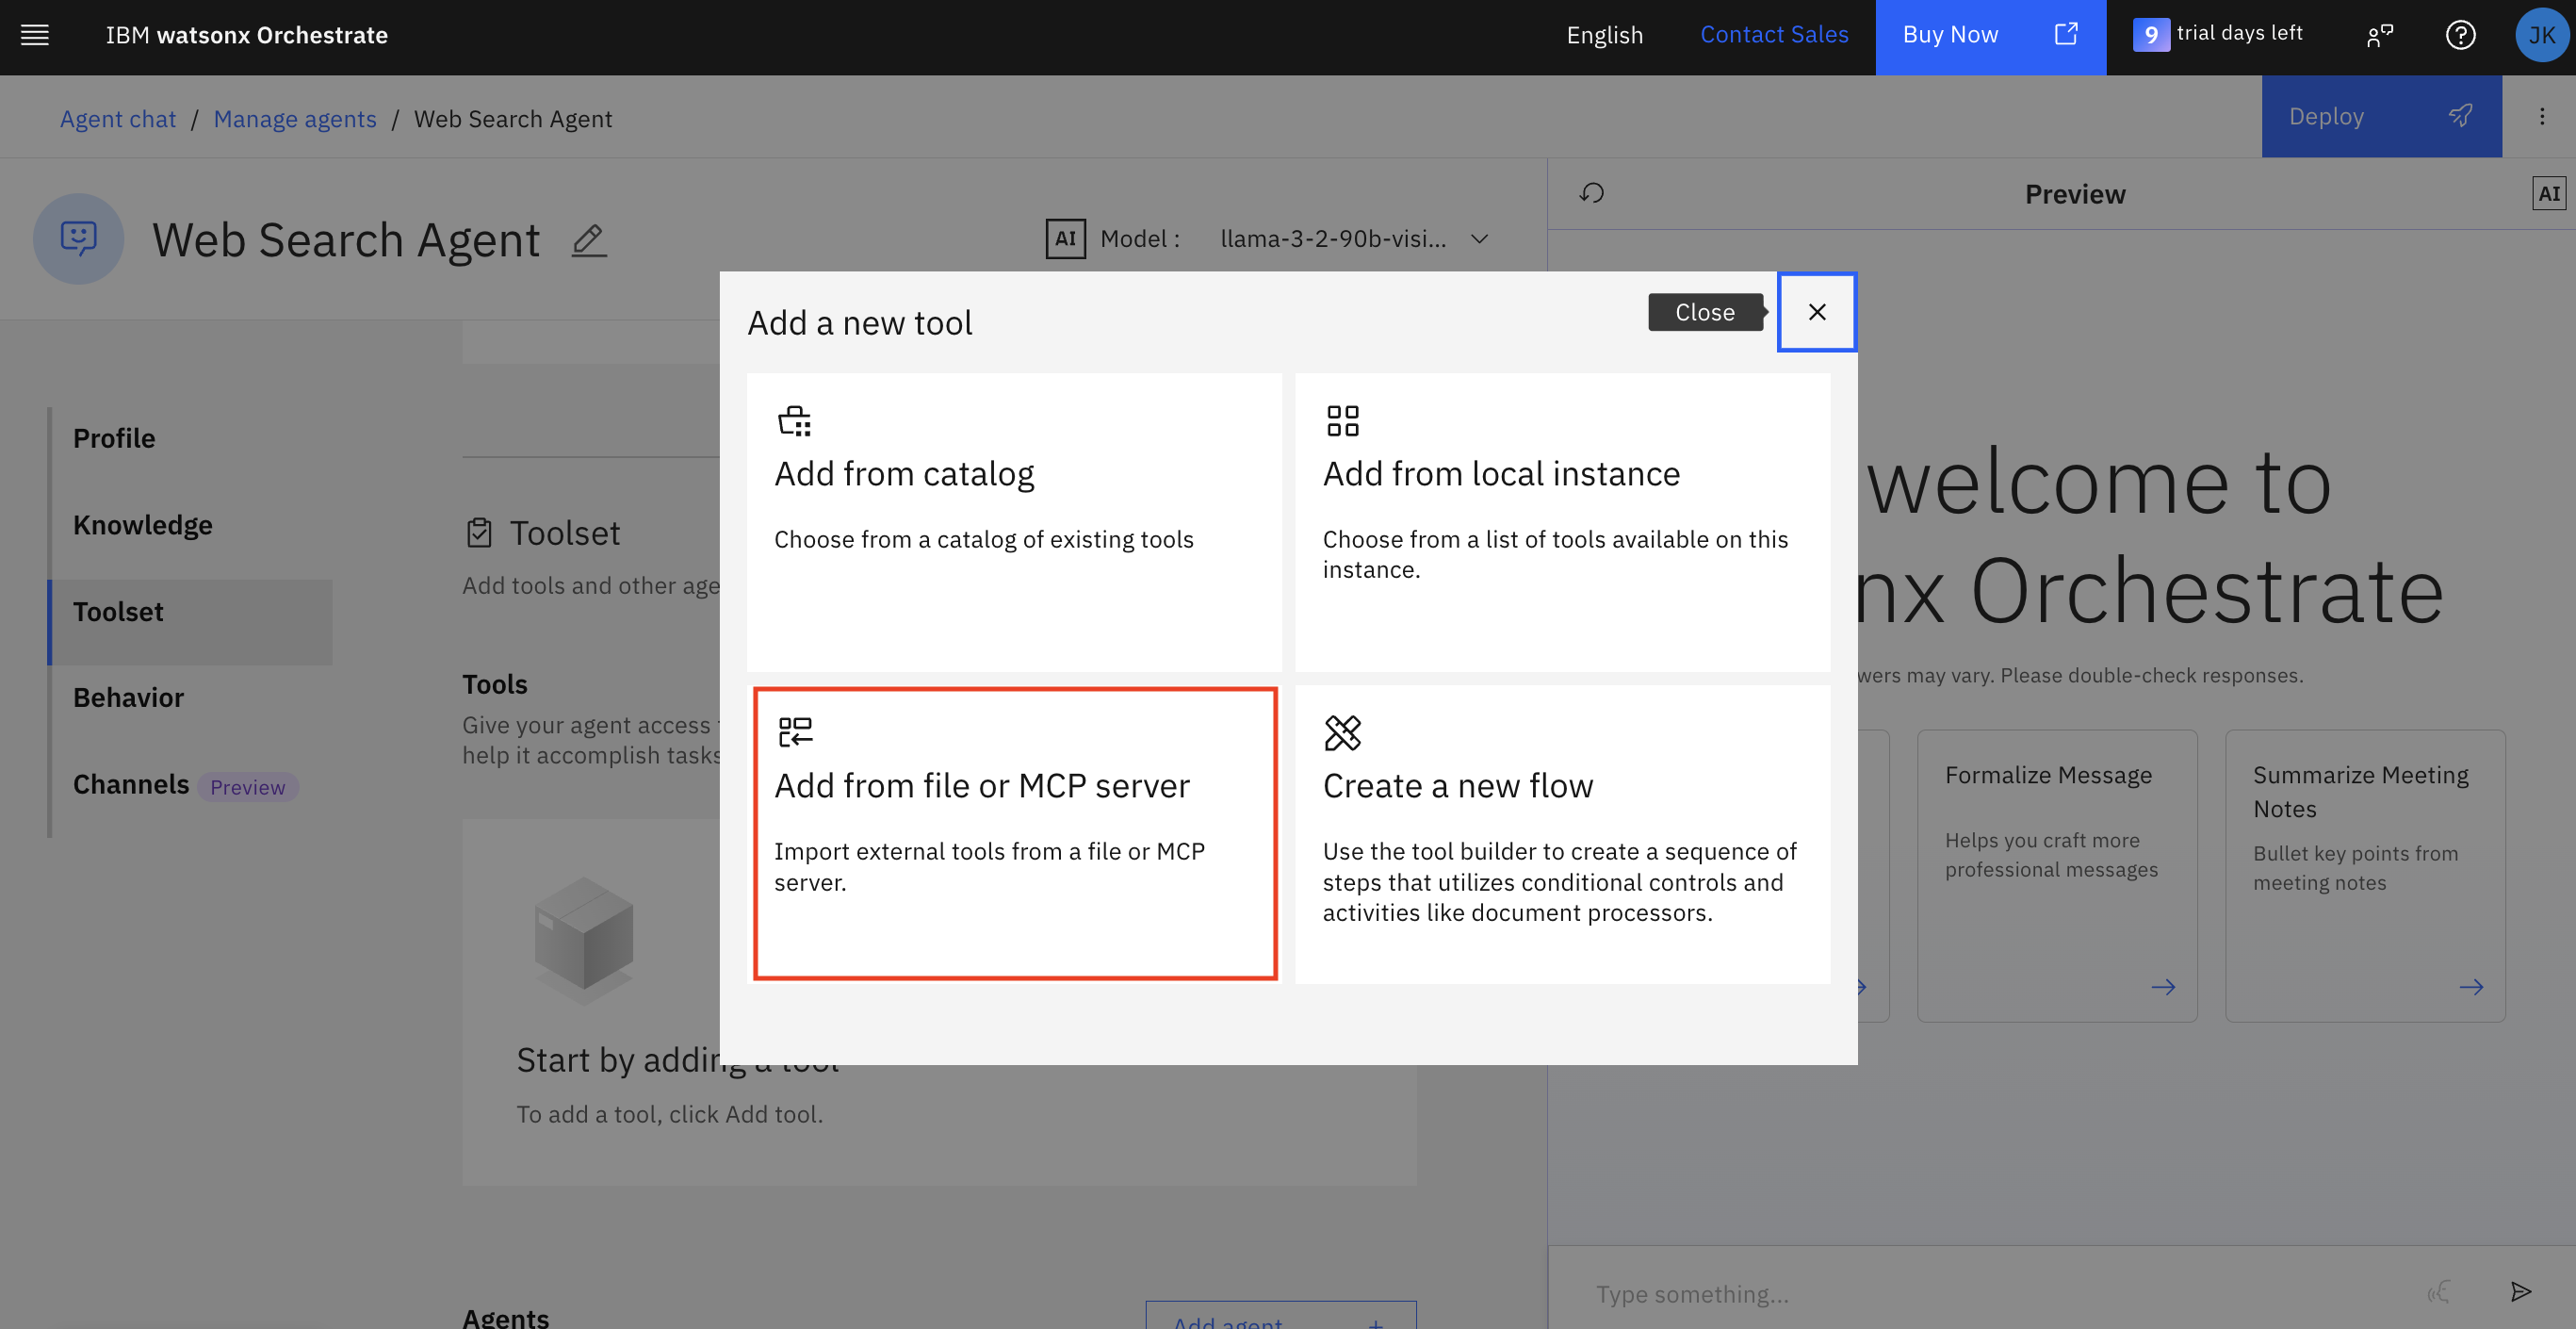 IBM watsonx Orchestrate
English
Contact Sales
Buy Now
9 trial days left
JK
Agent chat / Manage agents / Web Search Agent
Deploy
Web Search Agent
AI Model : llama-3-2-90b-visi...
Preview
AI
Profile
Knowledge
Toolset
Behavior
Channels Preview
Toolset
Add tools and other age
Tools
Give your agent access
help it accomplish tasks
Start by adding a tool
To add a tool, click Add tool.
Agents
Add agent +
Add a new tool
Close
Add from catalog
Choose from a catalog of existing tools
Add from local instance
Choose from a list of tools available on this
instance.
Add from file or MCP server
Import external tools from a file or MCP
server.
Create a new flow
Use the tool builder to create a sequence of
steps that utilizes conditional controls and
activities like document processors.
welcome to
nx Orchestrate
wers may vary. Please double-check responses.
Formalize Message
Helps you craft more
professional messages
Summarize Meeting
Notes
Bullet key points from
meeting notes
Type something...